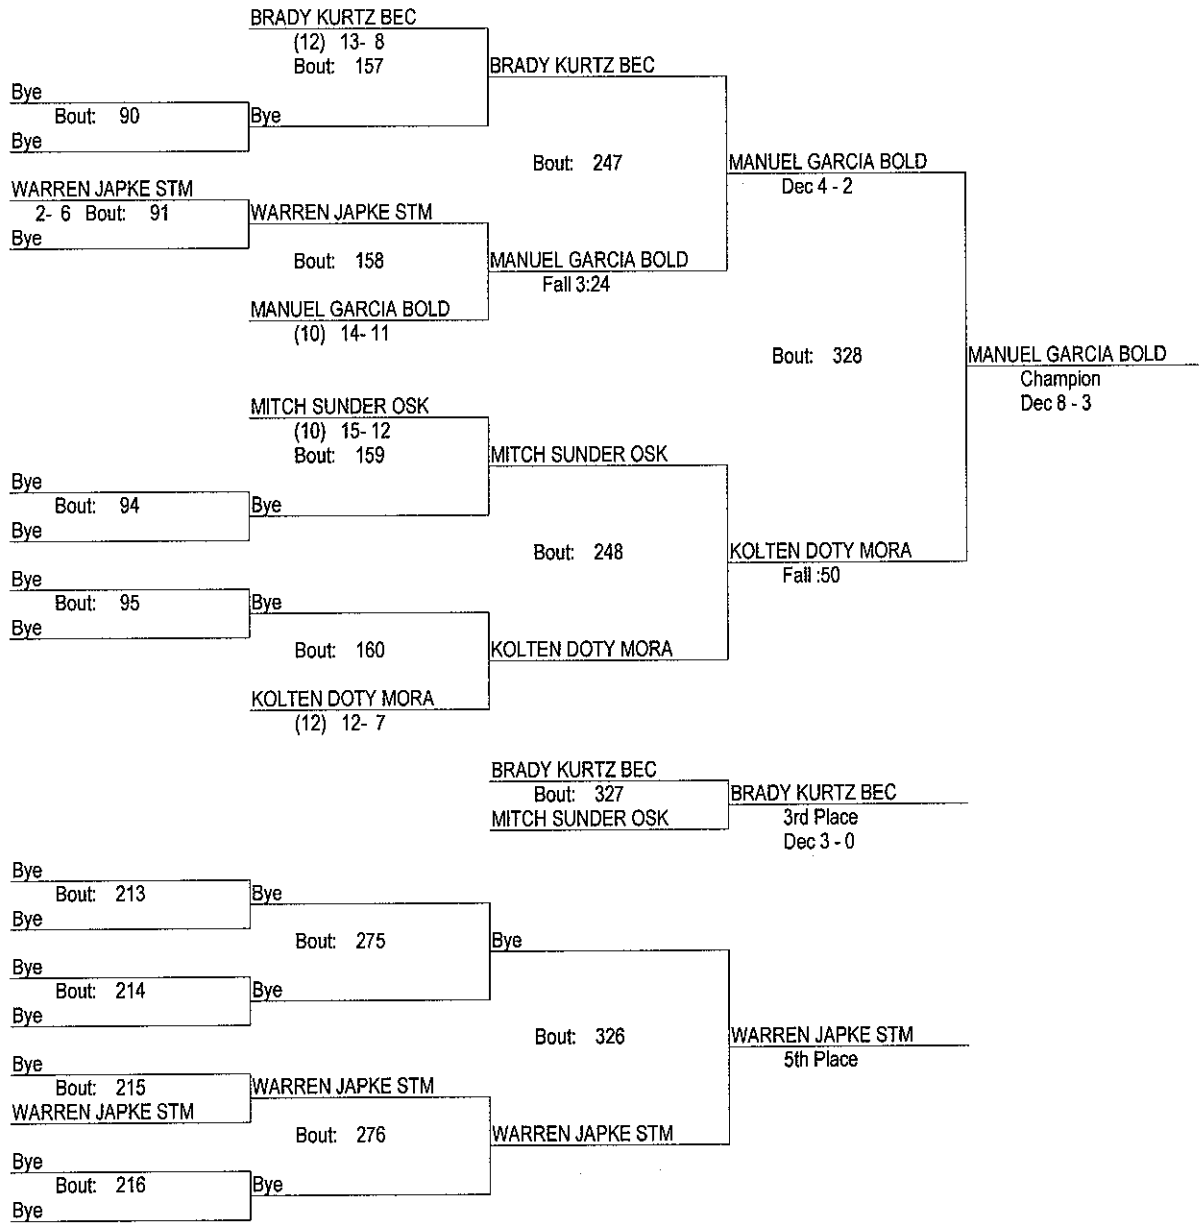 BRADY KURTZ BEC
(12) 13- 8
Bout: 157
BRADY KURTZ BEC
Bye
Bout: 90
Bye
Bye
Bout: 247
MANUEL GARCIA BOLD
Dec 4 - 2
WARREN JAPKE STM
2- 6 Bout: 91
WARREN JAPKE STM
Bye
Bout: 158
MANUEL GARCIA BOLD
Fall 3:24
MANUEL GARCIA BOLD
(10) 14- 11
Bout: 328
MANUEL GARCIA BOLD
Champion
Dec 8 - 3
MITCH SUNDER OSK
(10) 15- 12
Bout: 159
MITCH SUNDER OSK
Bye
Bout: 94
Bye
Bye
Bout: 248
KOLTEN DOTY MORA
Fall :50
Bye
Bout: 95
Bye
Bye
Bout: 160
KOLTEN DOTY MORA
KOLTEN DOTY MORA
(12) 12- 7
BRADY KURTZ BEC
Bout: 327
BRADY KURTZ BEC
MITCH SUNDER OSK
3rd Place
Dec 3 - 0
Bye
Bout: 213
Bye
Bye
Bout: 275
Bye
Bye
Bout: 214
Bye
Bye
Bout: 326
WARREN JAPKE STM
5th Place
Bye
Bout: 215
WARREN JAPKE STM
WARREN JAPKE STM
Bout: 276
WARREN JAPKE STM
Bye
Bout: 216
Bye
Bye